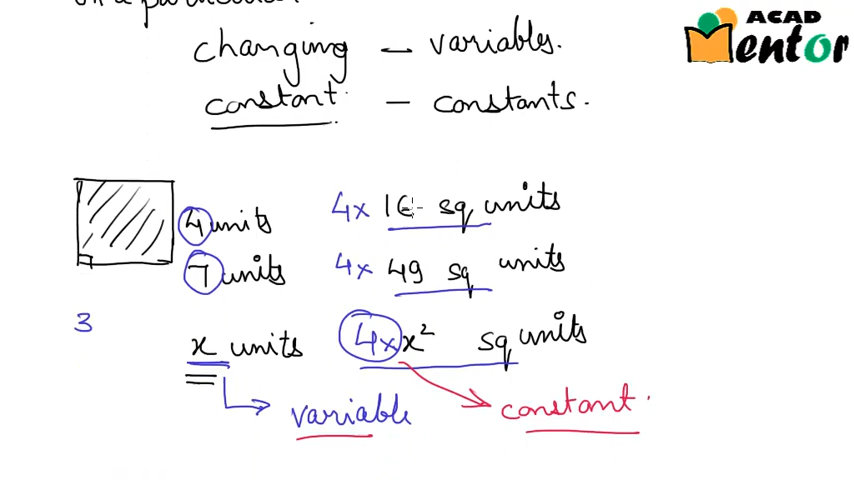 ACAD
Mentor
changing – variables.
constant – constants.
4 units 4x 16 sq units
7 units 4x 49 sq units
3
x units 4x x² sq units
variable constant.